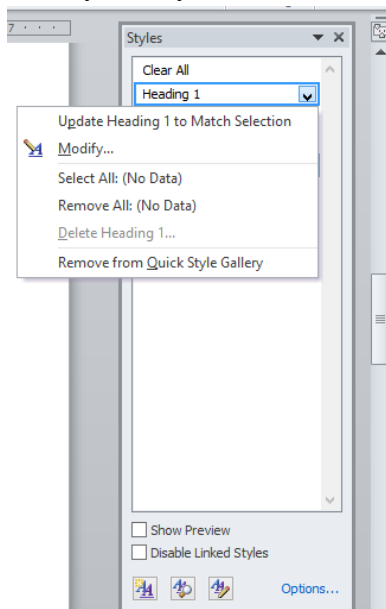 7
Styles
Clear All
Heading 1
Update Heading 1 to Match Selection
Modify...
Select All: (No Data)
Remove All: (No Data)
Delete Heading 1...
Remove from Quick Style Gallery
Show Preview
Disable Linked Styles
Options...